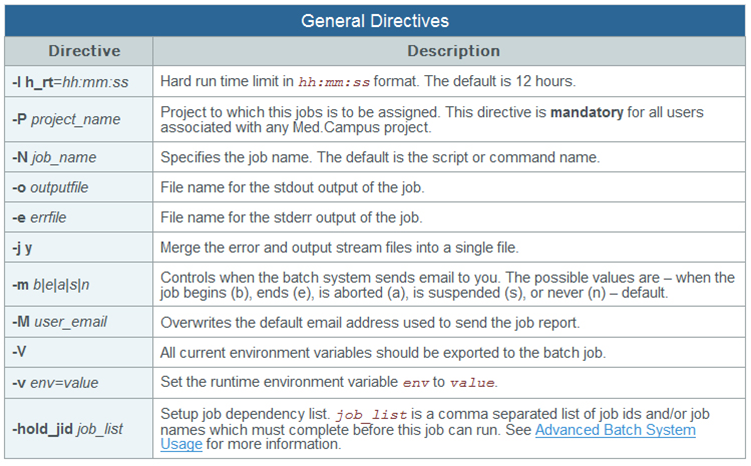 General Directives
Directive Description
-l h_rt=hh:mm:ss Hard run time limit in hh:mm:ss format. The default is 12 hours.
-P project_name Project to which this jobs is to be assigned. This directive is mandatory for all users
associated with any Med.Campus project.
-N job_name Specifies the job name. The default is the script or command name.
-o outputfile File name for the stdout output of the job.
-e errfile File name for the stderr output of the job.
-j y Merge the error and output stream files into a single file.
-m b|e|a|s|n Controls when the batch system sends email to you. The possible values are – when the
job begins (b), ends (e), is aborted (a), is suspended (s), or never (n) – default.
-M user_email Overwrites the default email address used to send the job report.
-V All current environment variables should be exported to the batch job.
-v env=value Set the runtime environment variable env to value.
-hold_jid job_list Setup job dependency list. job_list is a comma separated list of job ids and/or job
names which must complete before this job can run. See Advanced Batch System
Usage for more information.